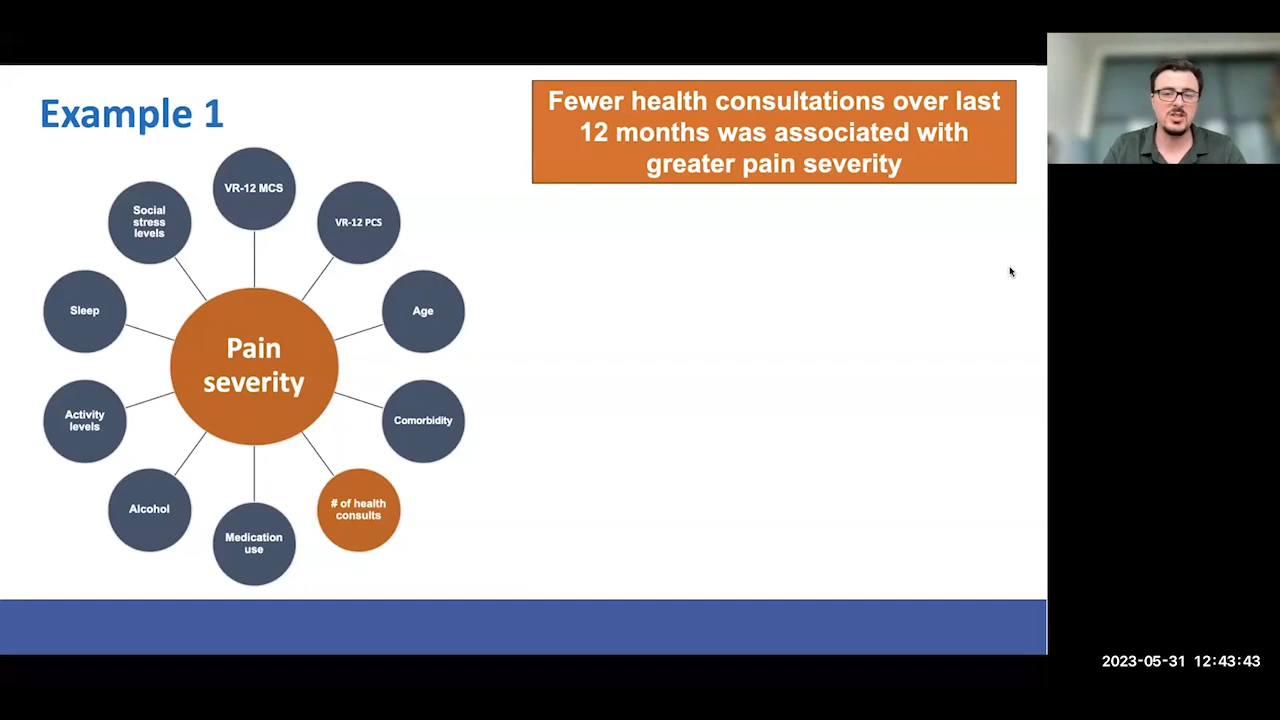 Example 1
Fewer health consultations over last
12 months was associated with
greater pain severity
VR-12 MCS
VR-12 PCS
Age
Comorbidity
# of health
consults
Medication
use
Alcohol
Activity
levels
Sleep
Social
stress
levels
Pain
severity
2023-05-31 12:43:43